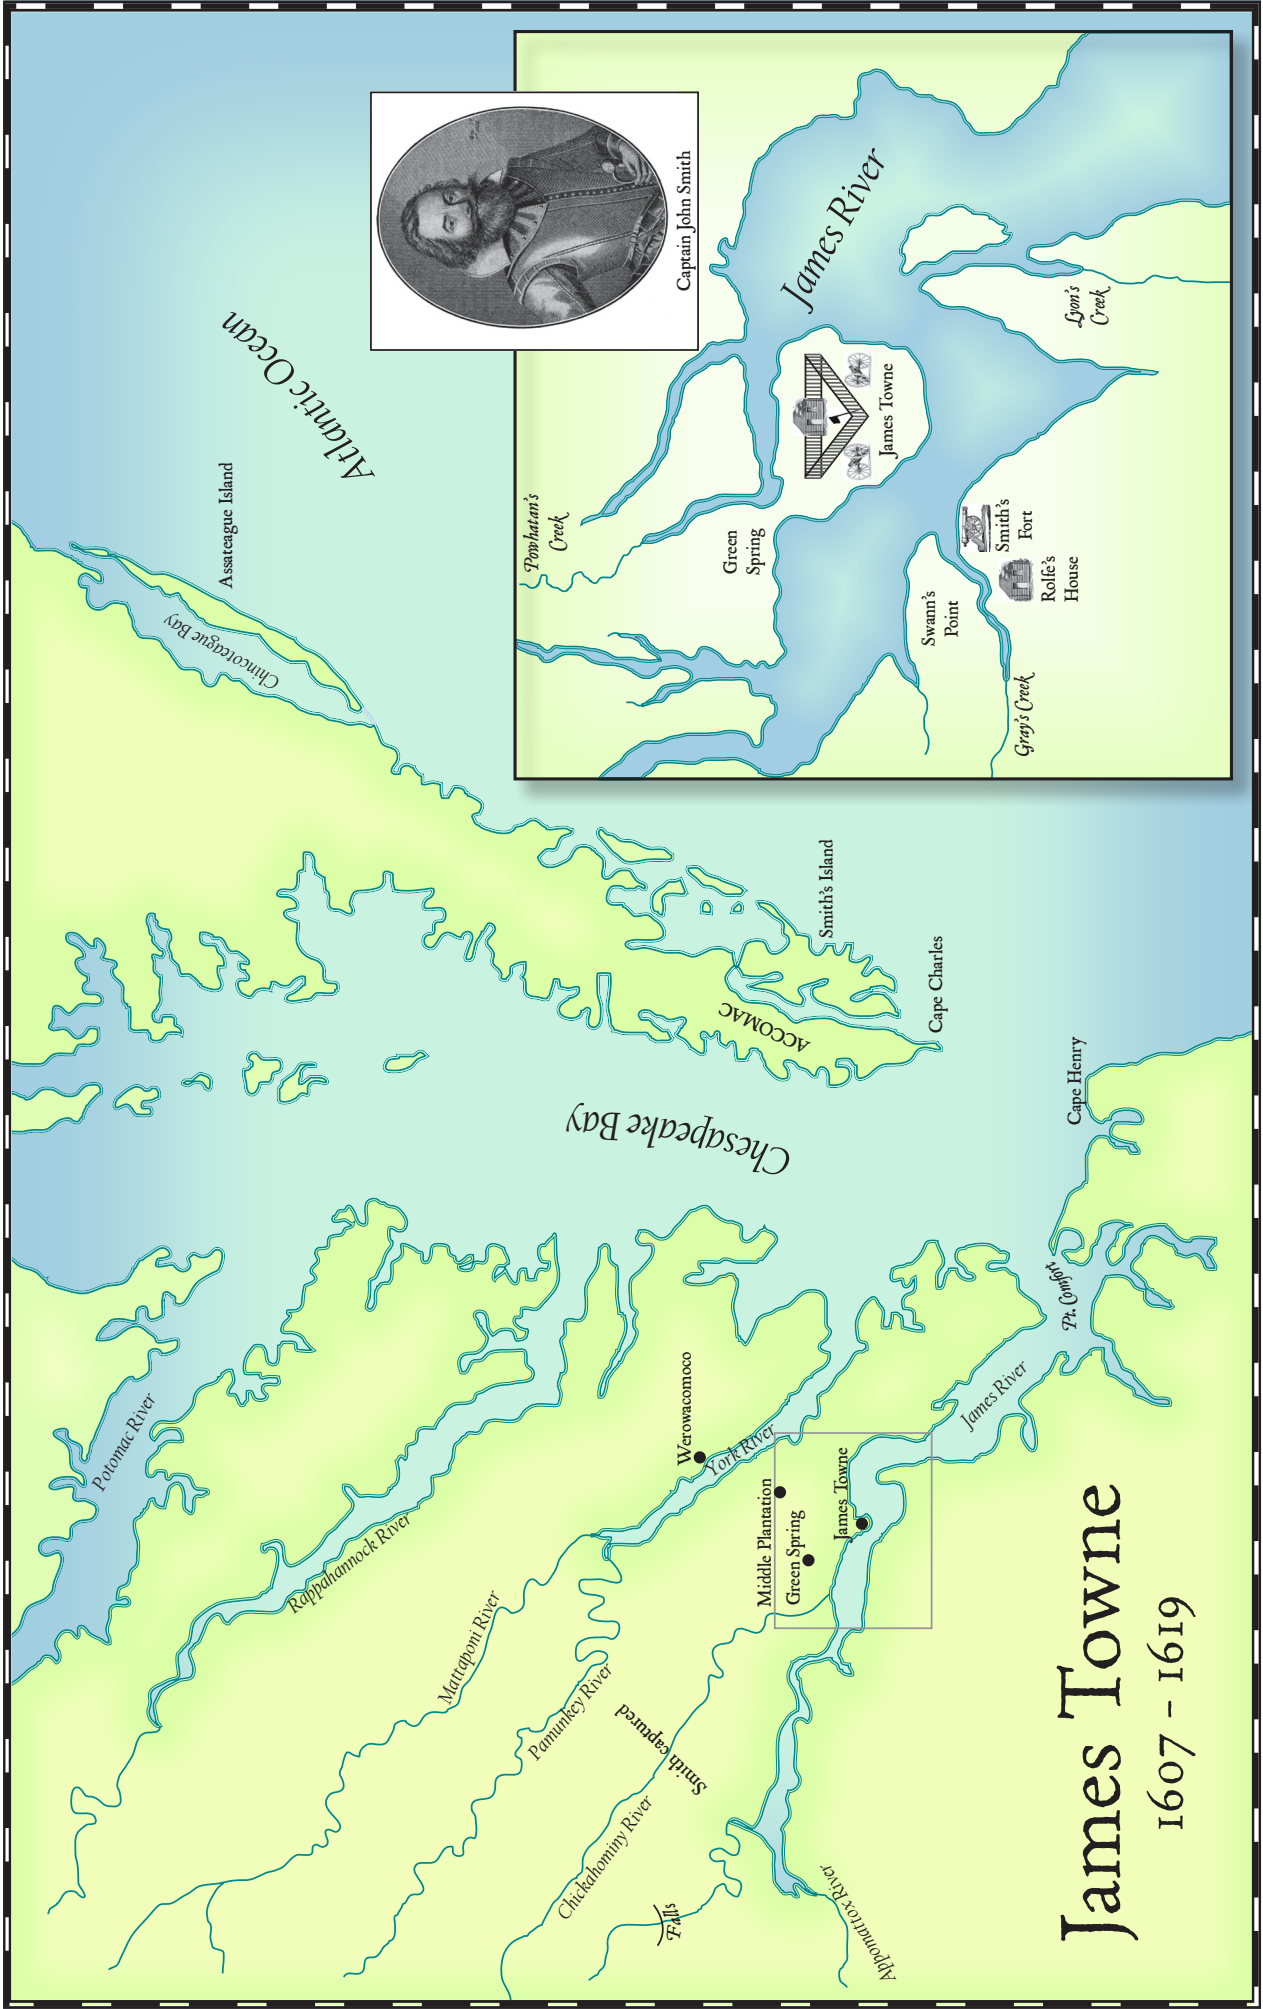 James Towne
1607 – 1619
Potomac River
Rappahannock River
Mattaponi River
Pamunkey River
Smith captured
Chickahominy River
Falls
Appomattox River
Werowacomoco
York River
Middle Plantation
Green Spring
James Towne
James River
Pt. Comfort
Cape Henry
Chesapeake Bay
Cape Charles
ACCOMAC
Smith's Island
Chincoteague Bay
Assateague Island
Atlantic Ocean
Captain John Smith
Powhatan's
Creek
Green
Spring
James River
James Towne
Swann's
Point
Smith's
Fort
Rolfe's
House
Gray's Creek
Lyon's
Creek